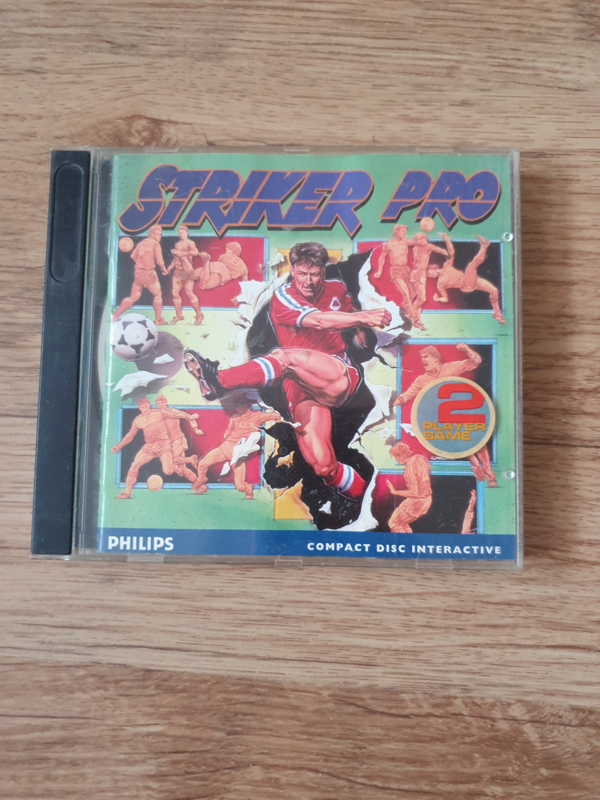 STRIKER PRO
2
PLAYER
GAME
PHILIPS
COMPACT DISC INTERACTIVE